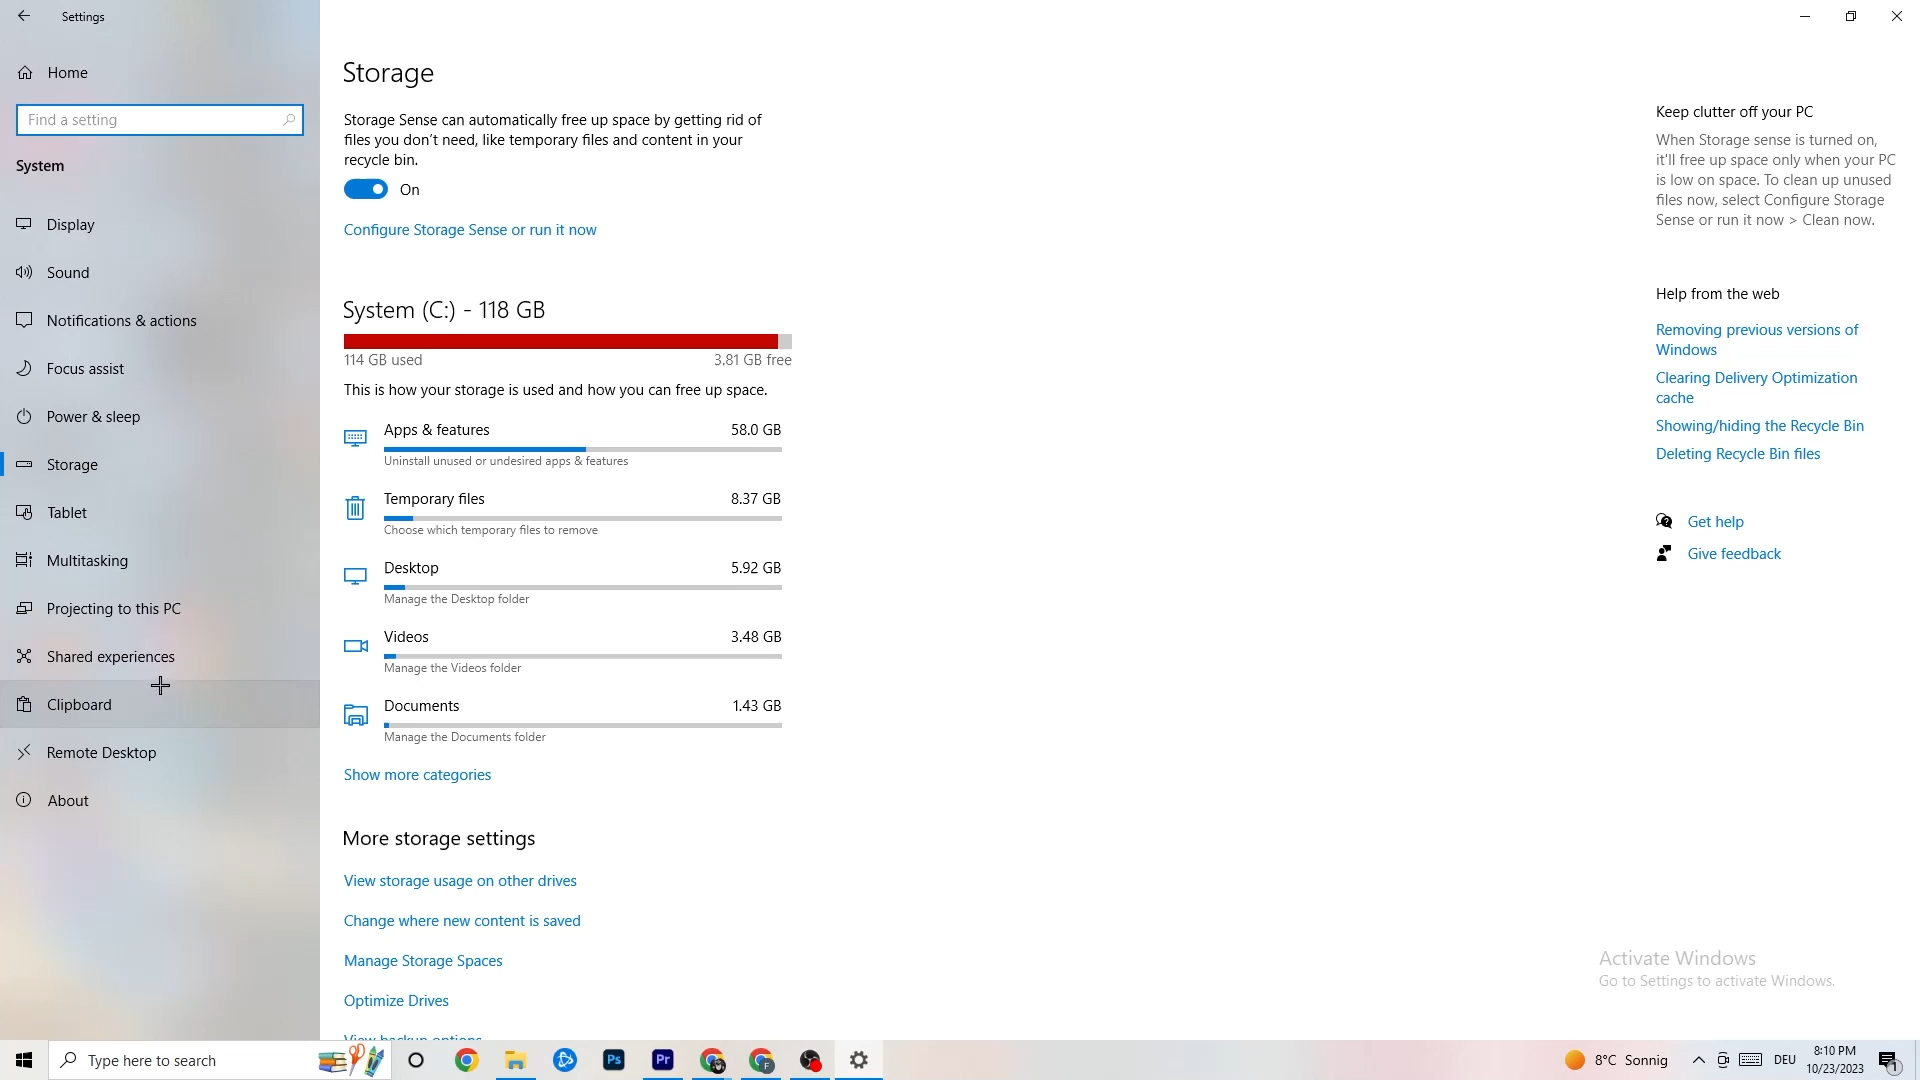 Settings
Home
Find a setting
System
Display
Sound
Notifications & actions
Focus assist
Power & sleep
Storage
Tablet
Multitasking
Projecting to this PC
Shared experiences
Clipboard
Remote Desktop
About
Storage
Storage Sense can automatically free up space by getting rid of
files you don't need, like temporary files and content in your
recycle bin.
On
Configure Storage Sense or run it now
System (C:) - 118 GB
114 GB used
3.81 GB free
This is how your storage is used and how you can free up space.
Apps & features 58.0 GB
Uninstall unused or undesired apps & features
Temporary files 8.37 GB
Choose which temporary files to remove
Desktop 5.92 GB
Manage the Desktop folder
Videos 3.48 GB
Manage the Videos folder
Documents 1.43 GB
Manage the Documents folder
Show more categories
More storage settings
View storage usage on other drives
Change where new content is saved
Manage Storage Spaces
Optimize Drives
View backup options
Keep clutter off your PC
When Storage sense is turned on,
it'll free up space only when your PC
is low on space. To clean up unused
files now, select Configure Storage
Sense or run it now > Clean now.
Help from the web
Removing previous versions of
Windows
Clearing Delivery Optimization
cache
Showing/hiding the Recycle Bin
Deleting Recycle Bin files
Get help
Give feedback
Activate Windows
Go to Settings to activate Windows.
Type here to search
Ps
Pr
F
8°C Sonnig
DEU
8:10 PM
10/23/2023
1